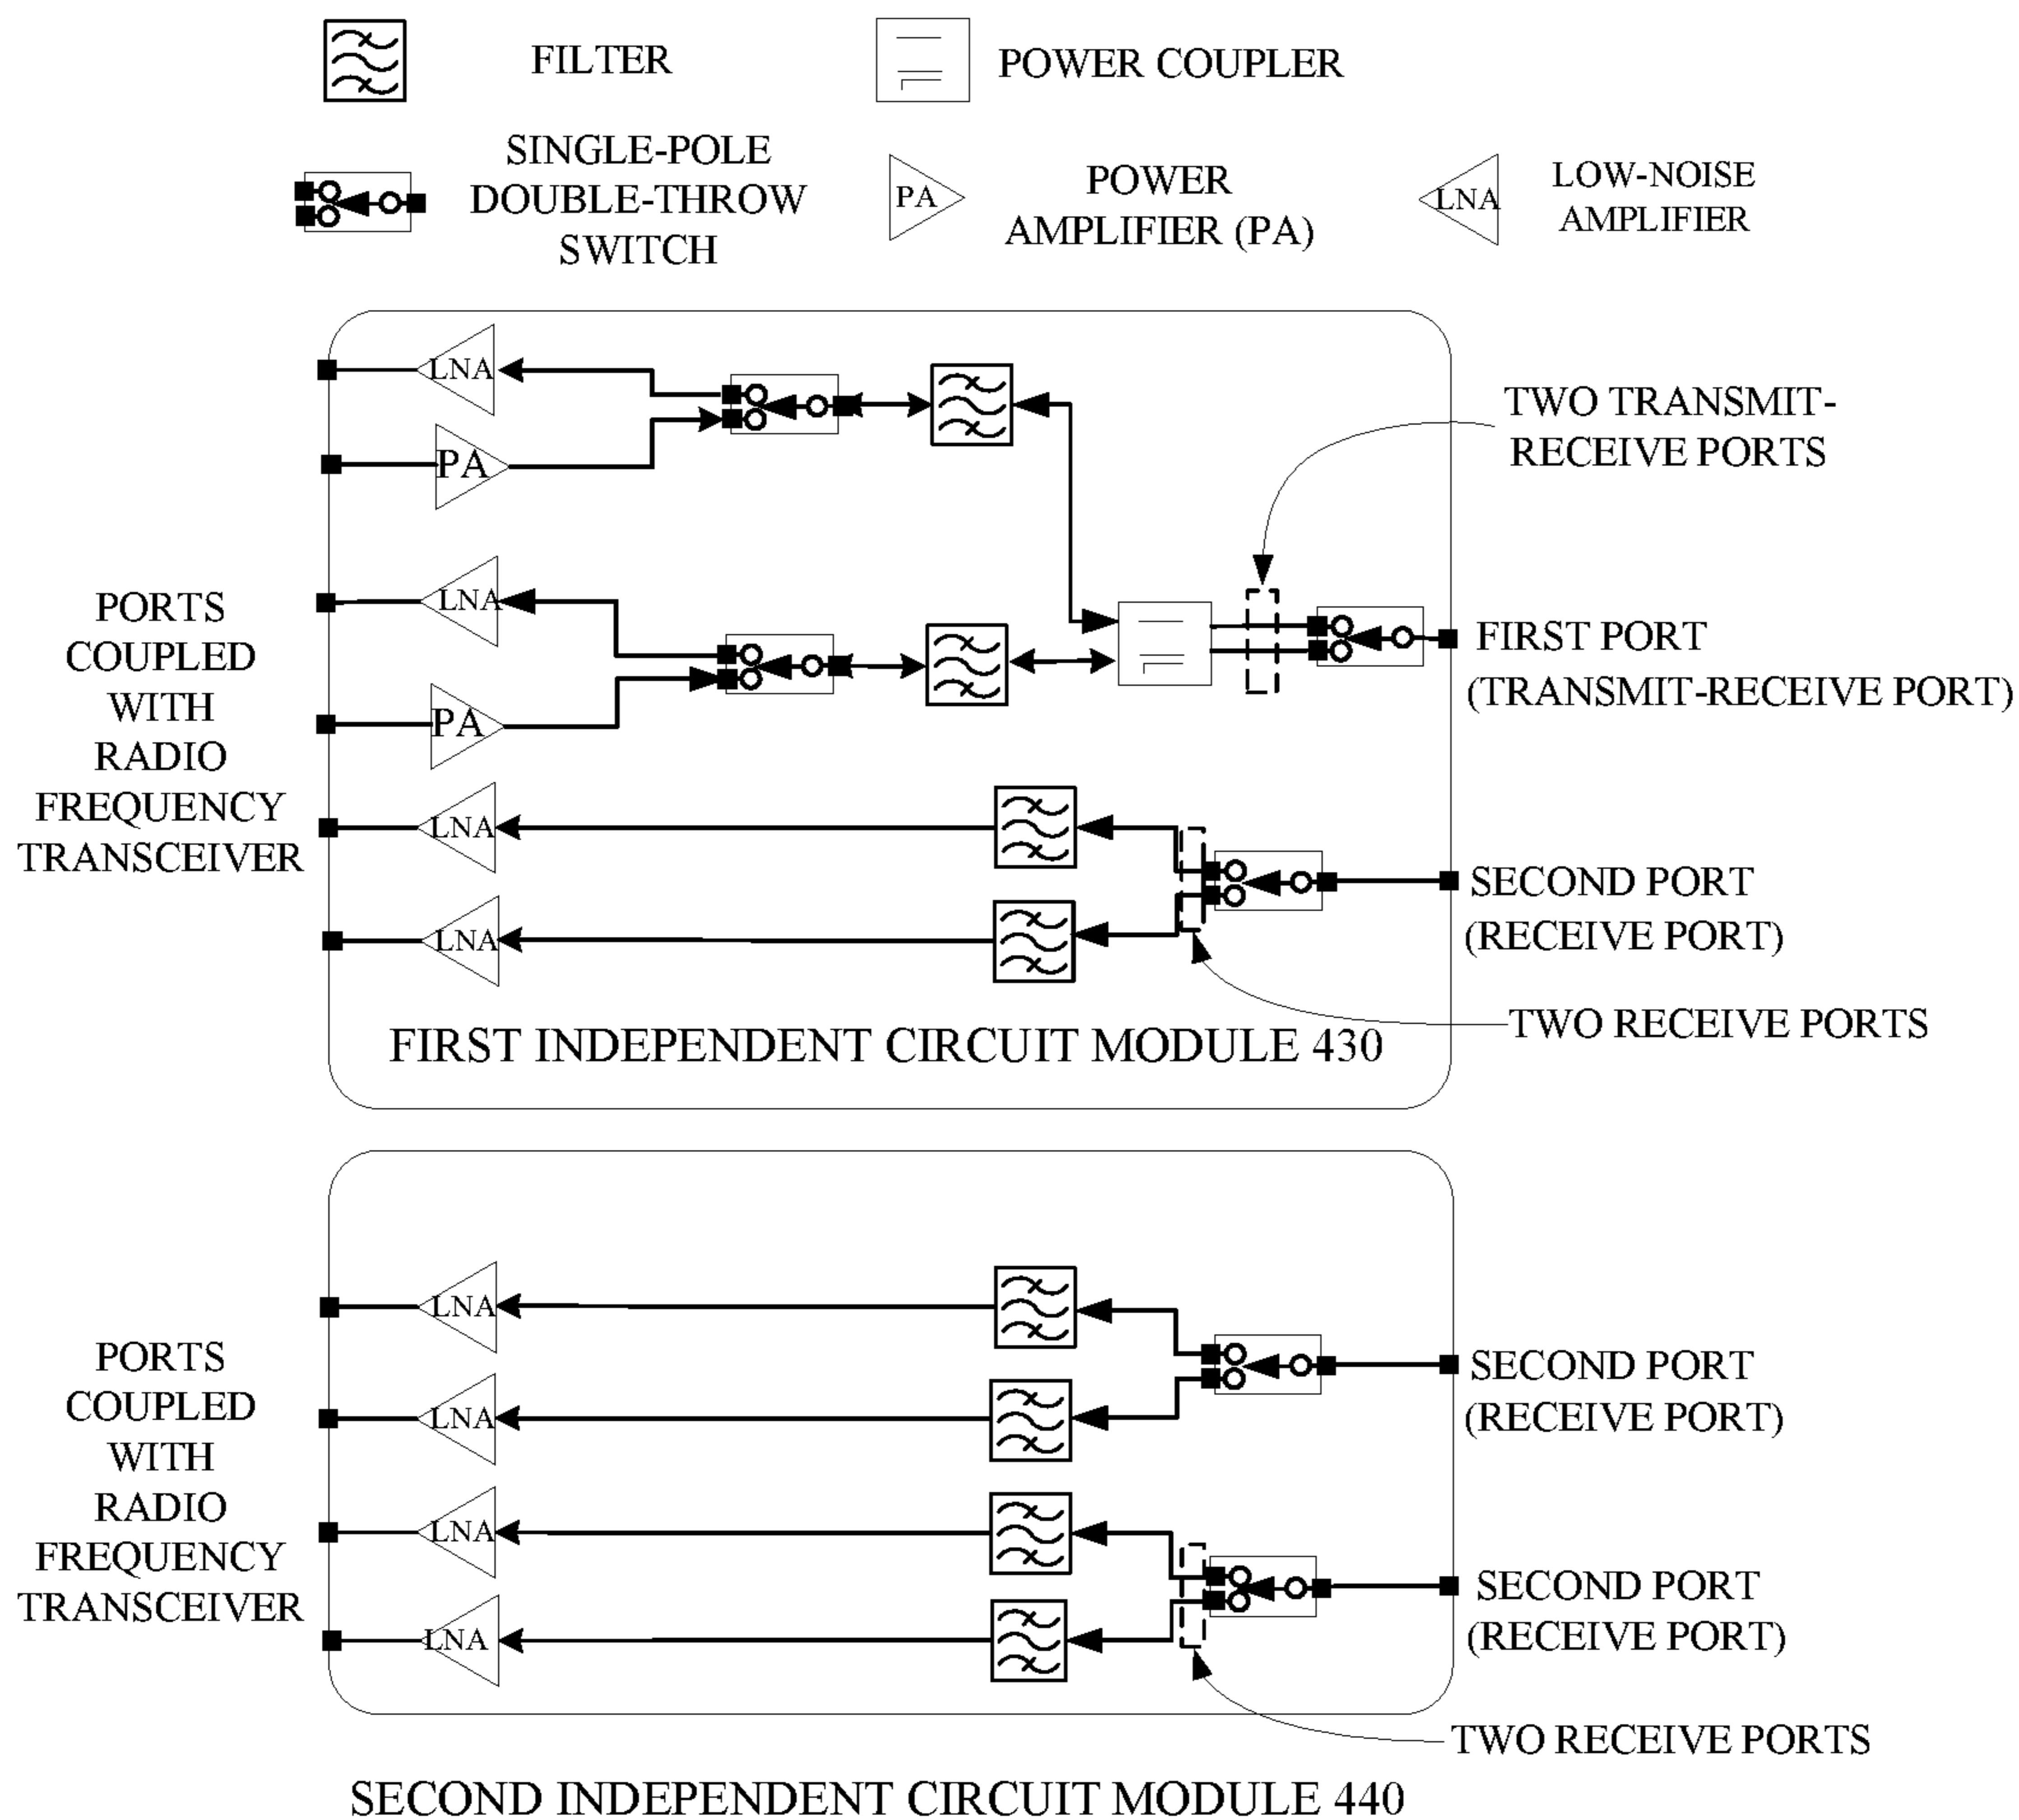 FILTER
POWER COUPLER
SINGLE-POLE
DOUBLE-THROW
SWITCH
PA
POWER
AMPLIFIER (PA)
LNA
LOW-NOISE
AMPLIFIER
LNA
PA
TWO TRANSMIT-
RECEIVE PORTS
LNA
PA
PORTS
COUPLED
WITH
RADIO
FREQUENCY
TRANSCEIVER
FIRST PORT
(TRANSMIT-RECEIVE PORT)
LNA
LNA
SECOND PORT
(RECEIVE PORT)
TWO RECEIVE PORTS
FIRST INDEPENDENT CIRCUIT MODULE 430
LNA
LNA
LNA
LNA
PORTS
COUPLED
WITH
RADIO
FREQUENCY
TRANSCEIVER
SECOND PORT
(RECEIVE PORT)
SECOND PORT
(RECEIVE PORT)
TWO RECEIVE PORTS
SECOND INDEPENDENT CIRCUIT MODULE 440